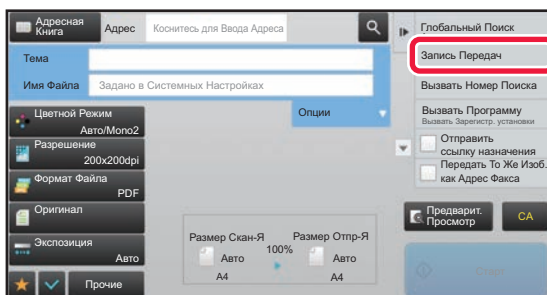 Адресная
Книга
Адрес
Коснитесь для Ввода Адреса
Тема
Имя Файла
Задано в Системных Настройках
Опции
Цветной Режим
Авто/Mono2
Разрешение
200x200dpi
Формат Файла
PDF
Оригинал
Экспозиция
Авто
Прочие
Размер Скан-Я
Авто
A4
100%
Размер Отпр-Я
Авто
A4
Глобальный Поиск
Запись Передач
Вызвать Номер Поиска
Вызвать Программу
Вызвать Зарегистр. установки
Отправить
ссылку назначения
Передать То Же Изоб.
как Адрес Факса
Предварит.
Просмотр
CA